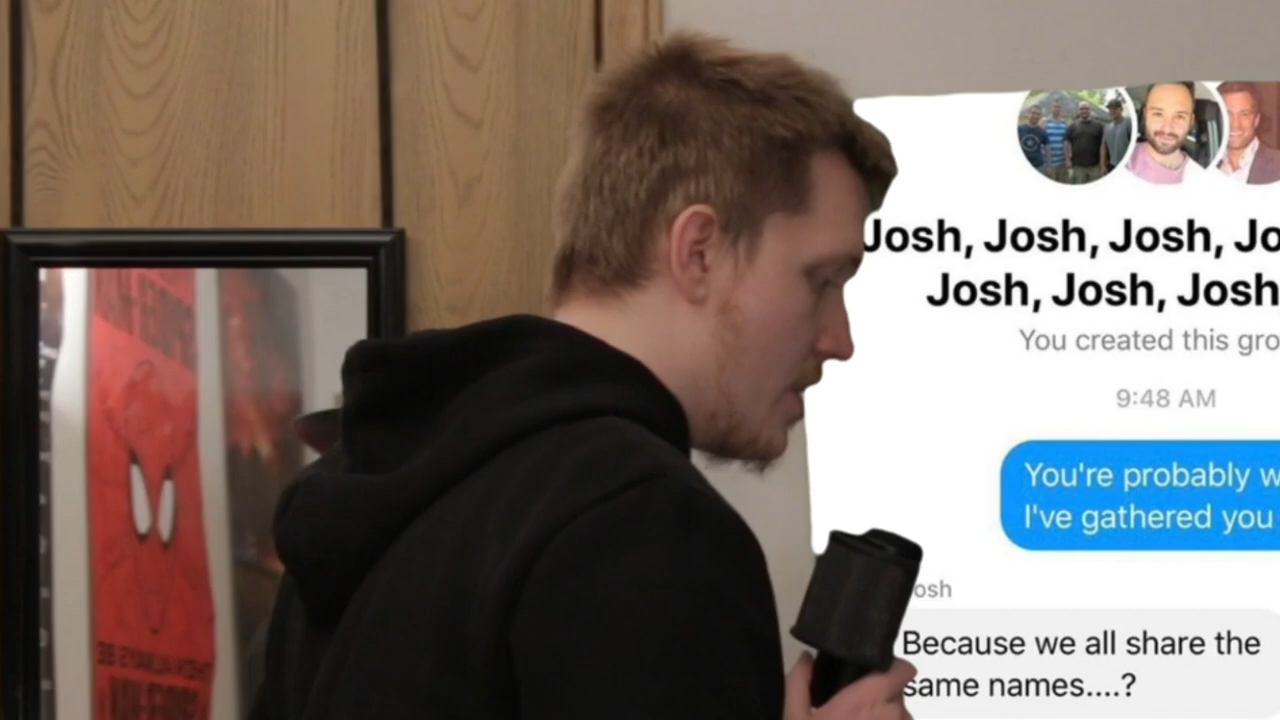 Josh, Josh, Josh, Jo
Josh, Josh, Josh
You created this gro
9:48 AM
You're probably w
I've gathered you
osh
Because we all share the
same names....?